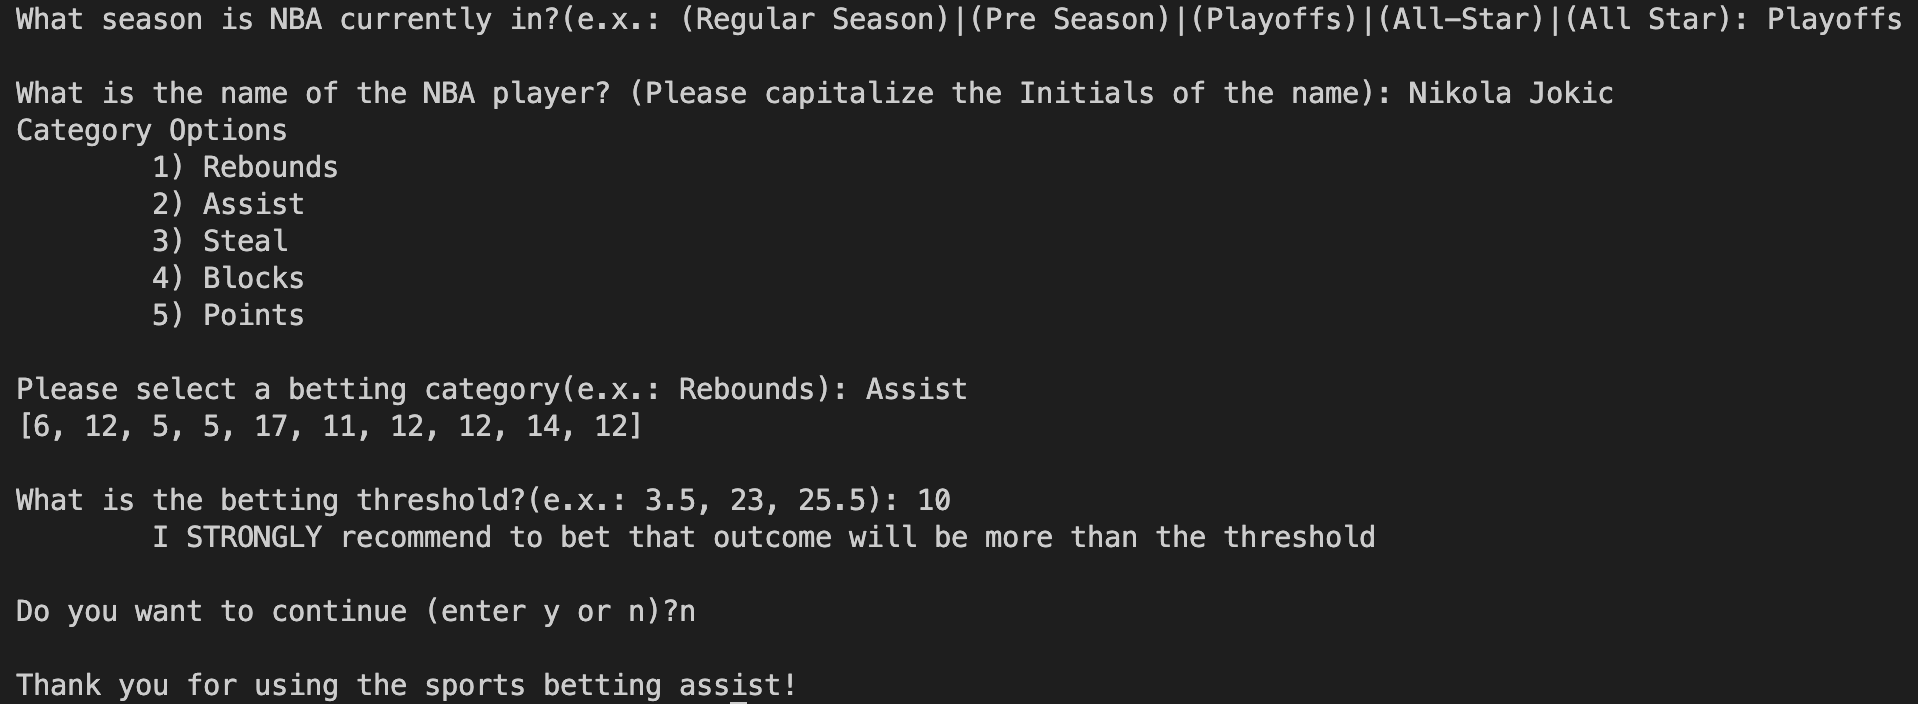 What season is NBA currently in?(e.x.: (Regular Season)|(Pre Season)|(Playoffs)|(All-Star)|(All Star): Playoffs
What is the name of the NBA player? (Please capitalize the Initials of the name): Nikola Jokic
Category Options
1) Rebounds
2) Assist
3) Steal
4) Blocks
5) Points
Please select a betting category(e.x.: Rebounds): Assist
[6, 12, 5, 5, 17, 11, 12, 12, 14, 12]
What is the betting threshold?(e.x.: 3.5, 23, 25.5): 10
I STRONGLY recommend to bet that outcome will be more than the threshold
Do you want to continue (enter y or n)?n
Thank you for using the sports betting assist!